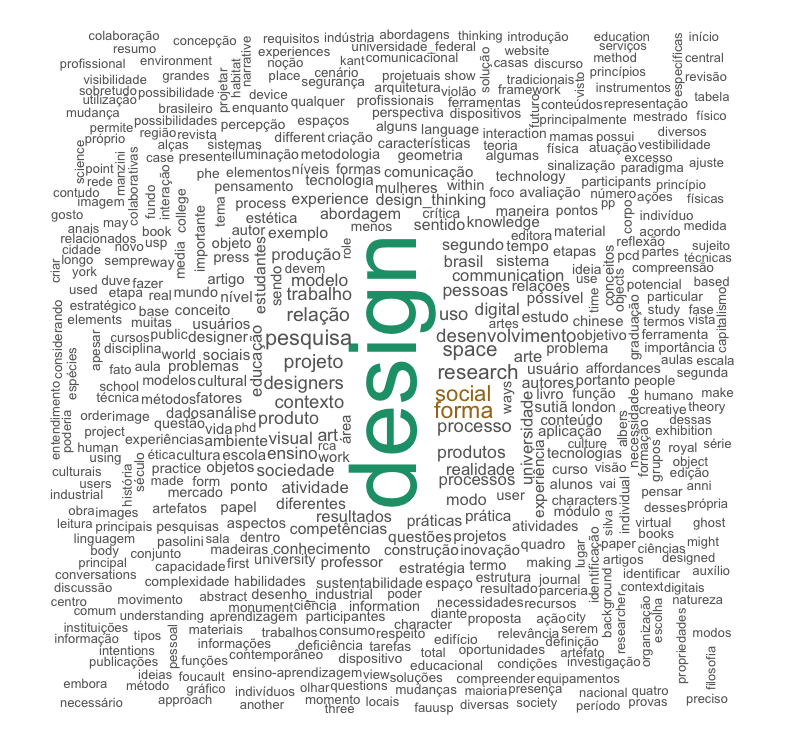 colaboração
concepção
requisitos indústria
abordagens thinking introdução
education
início
resumo
narrative
experiences
universidade_federal
website
serviços
profissional
environment
habitat
noção
kant
comunicacional
solução
casas discurso
method
específicas
central
visibilidade
grandes
projetar
place
cenário
projetuais show
tradicionais
visto
princípios
revisão
sobretudo possibilidade
device
segurança
arquitetura violão
framework
instrumentos
utilização
brasileiro
enquanto
qualquer
profissionais
ferramentas
futuro
conteúdos representação
tabela
mudança
possibilidades
percepção
espaços
perspectiva dispositivos
principalmente
mestrado
físico
permite
região revista
different criação
alguns language
interaction
mamas possui
diversos
próprio
alças
sistemas
características
teoria
física
atuação vestibilidade
science
case
presente iluminação metodologia
geometria
algumas
sinalização
excesso
point
manzini
colaborativas
interação
phe
elementos níveis
formas
comunicação
technology
paradigma
ajuste
rede
pensamento
tecnologia
mulheres
within
foco avaliação
participants
princípio
contudo
fundo
college
process
experience
design_thinking
número ações
imagem
importante
tema
estética
abordagem
crítica
maneira
pontos
pp
corpo
físicas
gosto
may
media
menos
sentido knowledge
indivíduo
anais
book
autor
exemplo
role
editora
material
acordo
medida
relacionados
novo
usp
objeto
estudantes
produção
segundo
tempo
etapas
reflexão
sujeito
cidade
way
press
sendo
devem
brasil
sistema
conceitos
pcd
partes
técnicas
criar
longo
sempre
artigo
modelo
communication
ideia
objects
compreensão
york
duve
fazer
nível
trabalho
design
pessoas
relações
use
time
potencial
based
used
etapa
real
mundo
relação
uso
digital
possível
graduação
particular
capitalismo
estratégico
base
conceito
usuários
artes
estudo
chinese
study
fase
considerando
elements
muitas
pesquisa
desenvolvimento
objetivo
termos
vista
apesar
cursos
public
designer
educação
space
arte
problema
ferramenta
disciplina
world
sociais
projeto
research
usuário
affordances
importância
espécies
fato
aula
problemas
designers
social
ways
autores
portanto
people
aulas
escala
school
modelos
cultural
contexto
forma
livro
função
segunda
entendimento
técnica
métodos
fatores
produto
processo
universidade
sutiã
london
necessidade
humano
make
poderia
order
image
dados
análise
área
conteúdo
albers
creative
theory
project
questão
vida
phd
visual
art
produtos
aplicação
formação
dessas
human
experiências
ambiente
rca
culture
exhibition
using
ética
cultura
escola
ensino
work
realidade
tecnologias
grupos
royal
série
culturais
história
século
practice
objetos
sociedade
processos
experiência
curso
visão
object
users
made
form
ponto
atividade
modo
user
alunos
vai
individual
edição
industrial
mercado
diferentes
characters
pensar
anni
obra
images
artefatos
papel
resultados
práticas
prática
módulo
silva
desses
própria
leitura
principais
pesquisas
aspectos
competências
atividades
virtual
ghost
linguagem
pasolini
sala
dentro
questões
projetos
quadro
lugar
paper
books
might
body
conjunto
madeiras
conhecimento
construção
inovação
identificação
ciências
principal
capacidade
first
university
professor
estratégia
termo
making
artigos
designed
conversations
complexidade
habilidades
sustentabilidade
espaço
estrutura
journal
background
identificar
auxílio
discussão
abstract
desenho_industrial
poder
resultado
parceria
context
digitais
centro
movimento
monument
ciência
information
necessidades
recursos
researcher
organização
escolha
natureza
comum
understanding
aprendizagem
participantes
diante
proposta
ação
city
instituições
pessoal
materiais
trabalhos
consumo
respeito
character
relevância
serem
propriedades
modos
informação
tipos
informações
deficiência
tarefas
edifício
definição
intentions
contemporâneo
total
oportunidades
artefato
filosofia
publicações
funções
dispositivo
educational
condições
investigação
ideias
foucault
ensino-aprendizagem
view
soluções
compreender
equipamentos
embora
método
gráfico
indivíduos
olhar
questions
mudanças
maioria
presença
nacional
quatro
necessário
approach
another
momento
locais
fauusp
diversas
society
período
provas
preciso
three